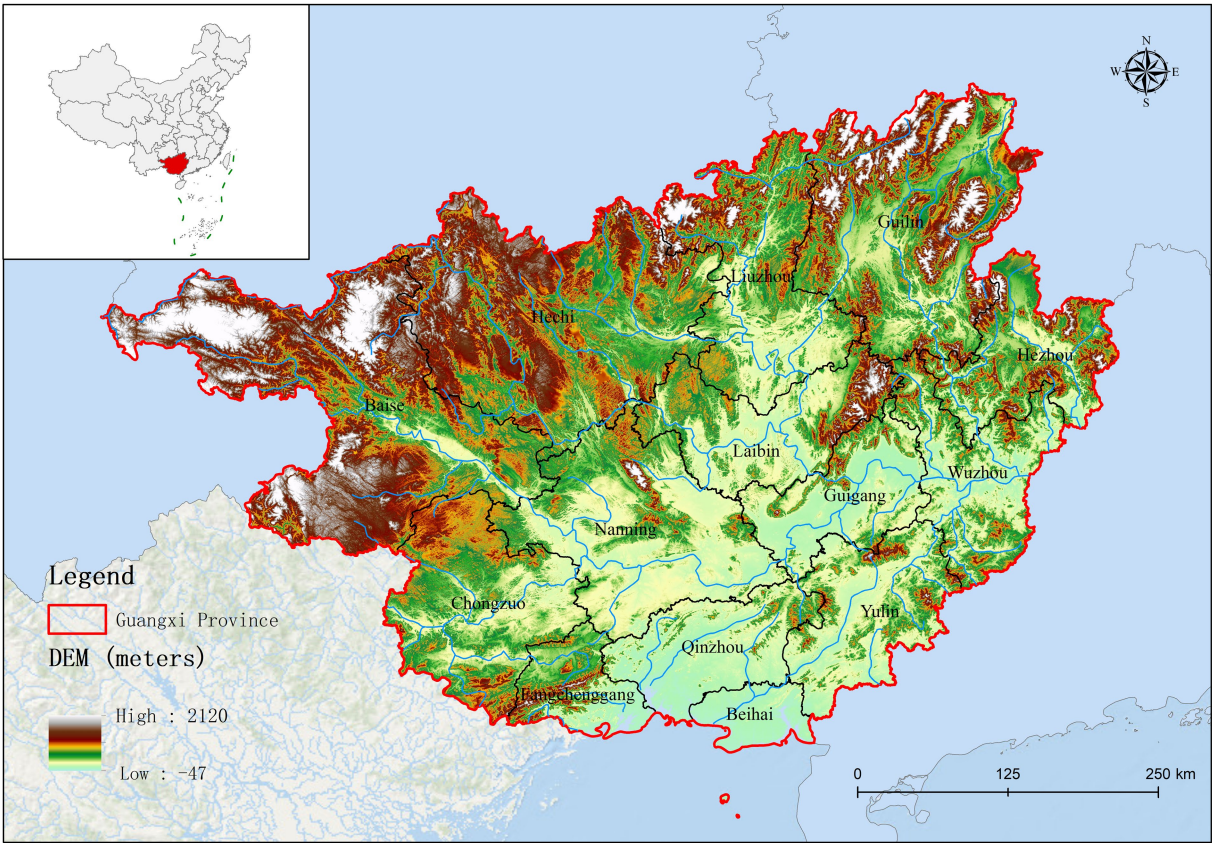 N
W E
S
Guilin
Liuzhou
Hechi
Hezhou
Baise
Laibin
Wuzhou
Guigang
Nanning
Chongzuo
Yulin
Qinzhou
Fangchenggang
Beihai
Legend
Guangxi Province
DEM (meters)
High : 2120
Low : -47
0 125 250 km